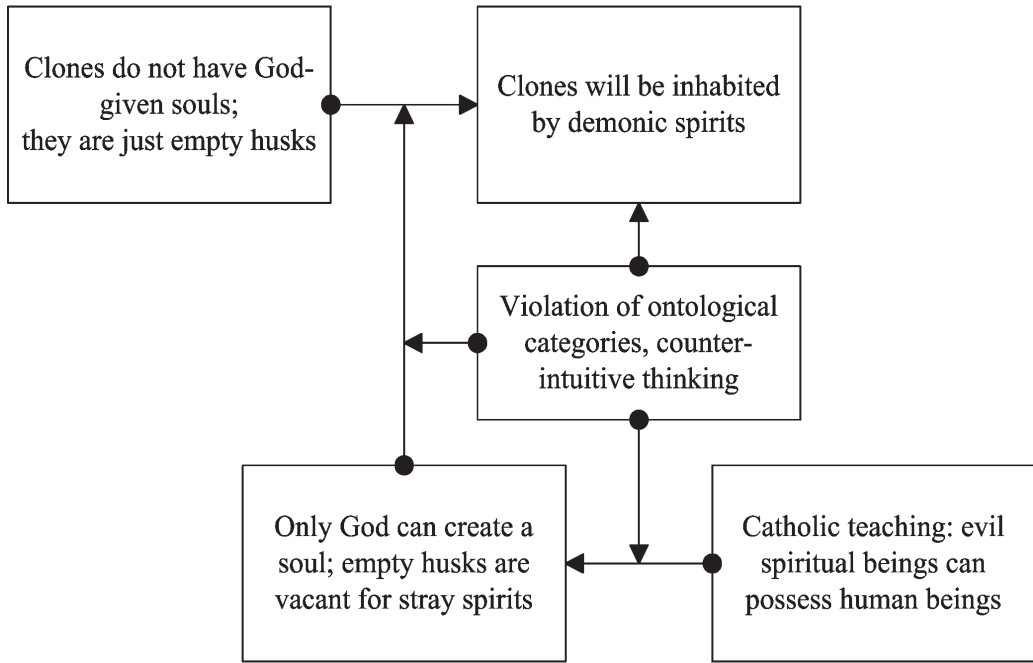 Clones do not have God-
given souls;
they are just empty husks
Clones will be inhabited
by demonic spirits
Violation of ontological
categories, counter-
intuitive thinking
Only God can create a
soul; empty husks are
vacant for stray spirits
Catholic teaching: evil
spiritual beings can
possess human beings